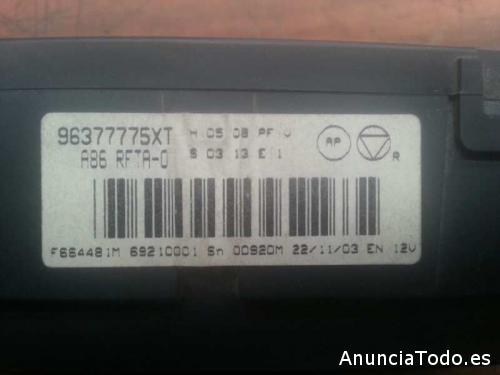 96377775XT H 05 08 PF
A86 RFTA-0 S 03 13 E 1
AP R
F664481M 69210001 Sn 00920M 22/11/03 EN 12V
AnunciaTodo.es